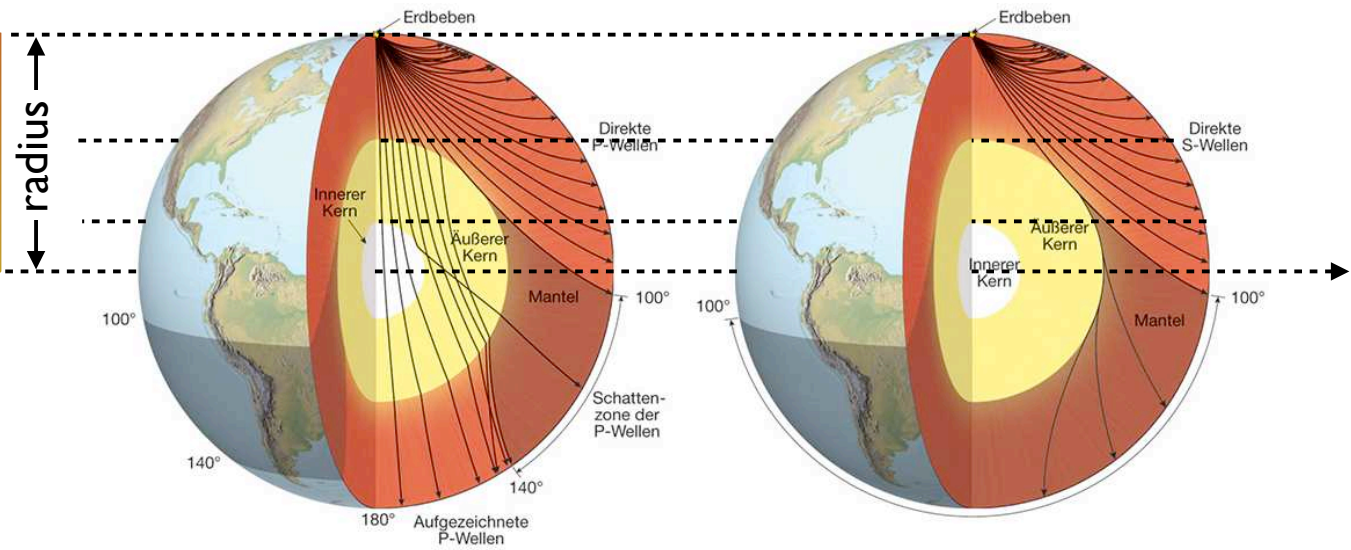 radius
Erdbeben
Direkte
P-Wellen
Innerer
Kern
Äußerer
Kern
Mantel
100°
100°
Schatten-
zone der
P-Wellen
140°
140°
180°
Aufgezeichnete
P-Wellen
Erdbeben
Direkte
S-Wellen
Äußerer
Kern
Innerer
Kern
Mantel
100°
100°